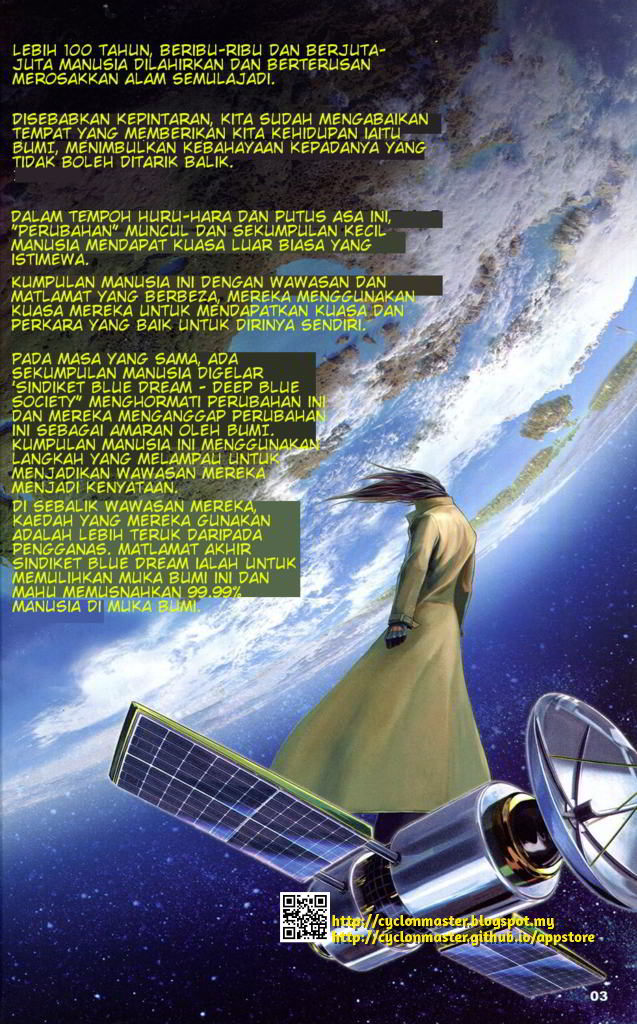 LEBIH 100 TAHUN, BERIBU-RIBU DAN BERJUTA-
JUTA MANUSIA DILAHIRKAN DAN BERTERUSAN
MEROSAKKAN ALAM SEMULAJADI.
DISEBABKAN KEPINTARAN, KITA SUDAH MENGABAIKAN
TEMPAT YANG MEMBERIKAN KITA KEHIDUPAN IAITU
BUMI, MENIMBULKAN KEBAHAYAAN KEPADANYA YANG
TIDAK BOLEH DITARIK BALIK.
DALAM TEMPOH HURU-HARA DAN PUTUS ASA INI,
"PERUBAHAN" MUNCUL DAN SEKUMPULAN KECIL
MANUSIA MENDAPAT KUASA LUAR BIASA YANG
ISTIMEWA.
KUMPULAN MANUSIA INI DENGAN WAWASAN DAN
MATLAMAT YANG BERBEZA, MEREKA MENGGUNAKAN
KUASA MEREKA UNTUK MENDAPATKAN KUASA DAN
PERKARA YANG BAIK UNTUK DIRINYA SENDIRI.
PADA MASA YANG SAMA, ADA
SEKUMPULAN MANUSIA DIGELAR
'SINDIKET BLUE DREAM - DEEP BLUE
SOCIETY" MENGHORMATI PERUBAHAN INI
DAN MEREKA MENGANGGAP PERUBAHAN
INI SEBAGAI AMARAN OLEH BUMI.
KUMPULAN MANUSIA INI MENGGUNAKAN
LANGKAH YANG MELAMPAU UNTUK
MENJADIKAN WAWASAN MEREKA
MENJADI KENYATAAN.
DI SEBALIK WAWASAN MEREKA,
KAEDAH YANG MEREKA GUNAKAN
ADALAH LEBIH TERUK DARIPADA
PENGGANAS. MATLAMAT AKHIR
SINDIKET BLUE DREAM IALAH UNTUK
MEMULIHKAN MUKA BUMI INI DAN
MAHU MEMUSNAHKAN 99.99%
MANUSIA DI MUKA BUMI.
http://cyclonmaster.blogspot.my
http://cyclonmaster.github.io/appstore
03